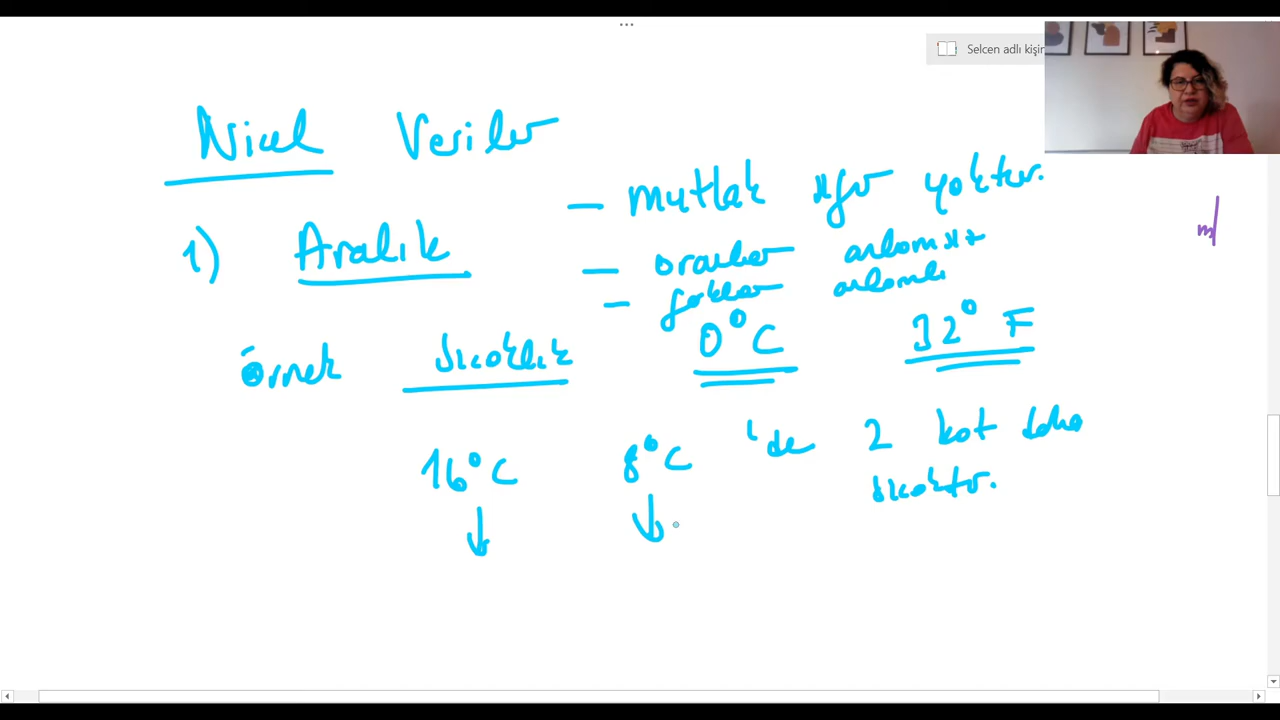 Selcen adlı kişin
Nicel Veriler
- mutlak sıfır yoktur.
1) Aralık
- oranlar anlamsız
- farklar anlamlı
Örnek sıcaklık 0°C 32°F
16°C 8°C 'de 2 kat daha
sıcaktır.
m